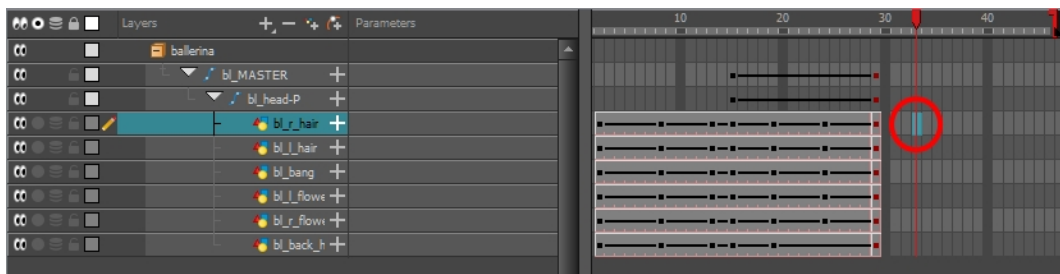 Layers Parameters 10 20 30 40
ballerina
bl_MASTER
bl_head-P
bl_r_hair
bl_l_hair
bl_bang
bl_l_flowe
bl_r_flowe
bl_back_h